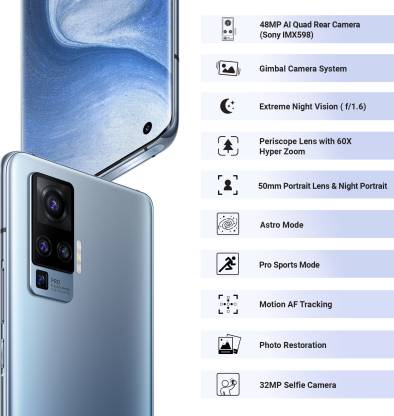 48MP AI Quad Rear Camera
(Sony IMX598)
Gimbal Camera System
Extreme Night Vision ( f/1.6)
Periscope Lens with 60X
Hyper Zoom
50mm Portrait Lens & Night Portrait
Astro Mode
Pro Sports Mode
Motion AF Tracking
Photo Restoration
32MP Selfie Camera
PRO